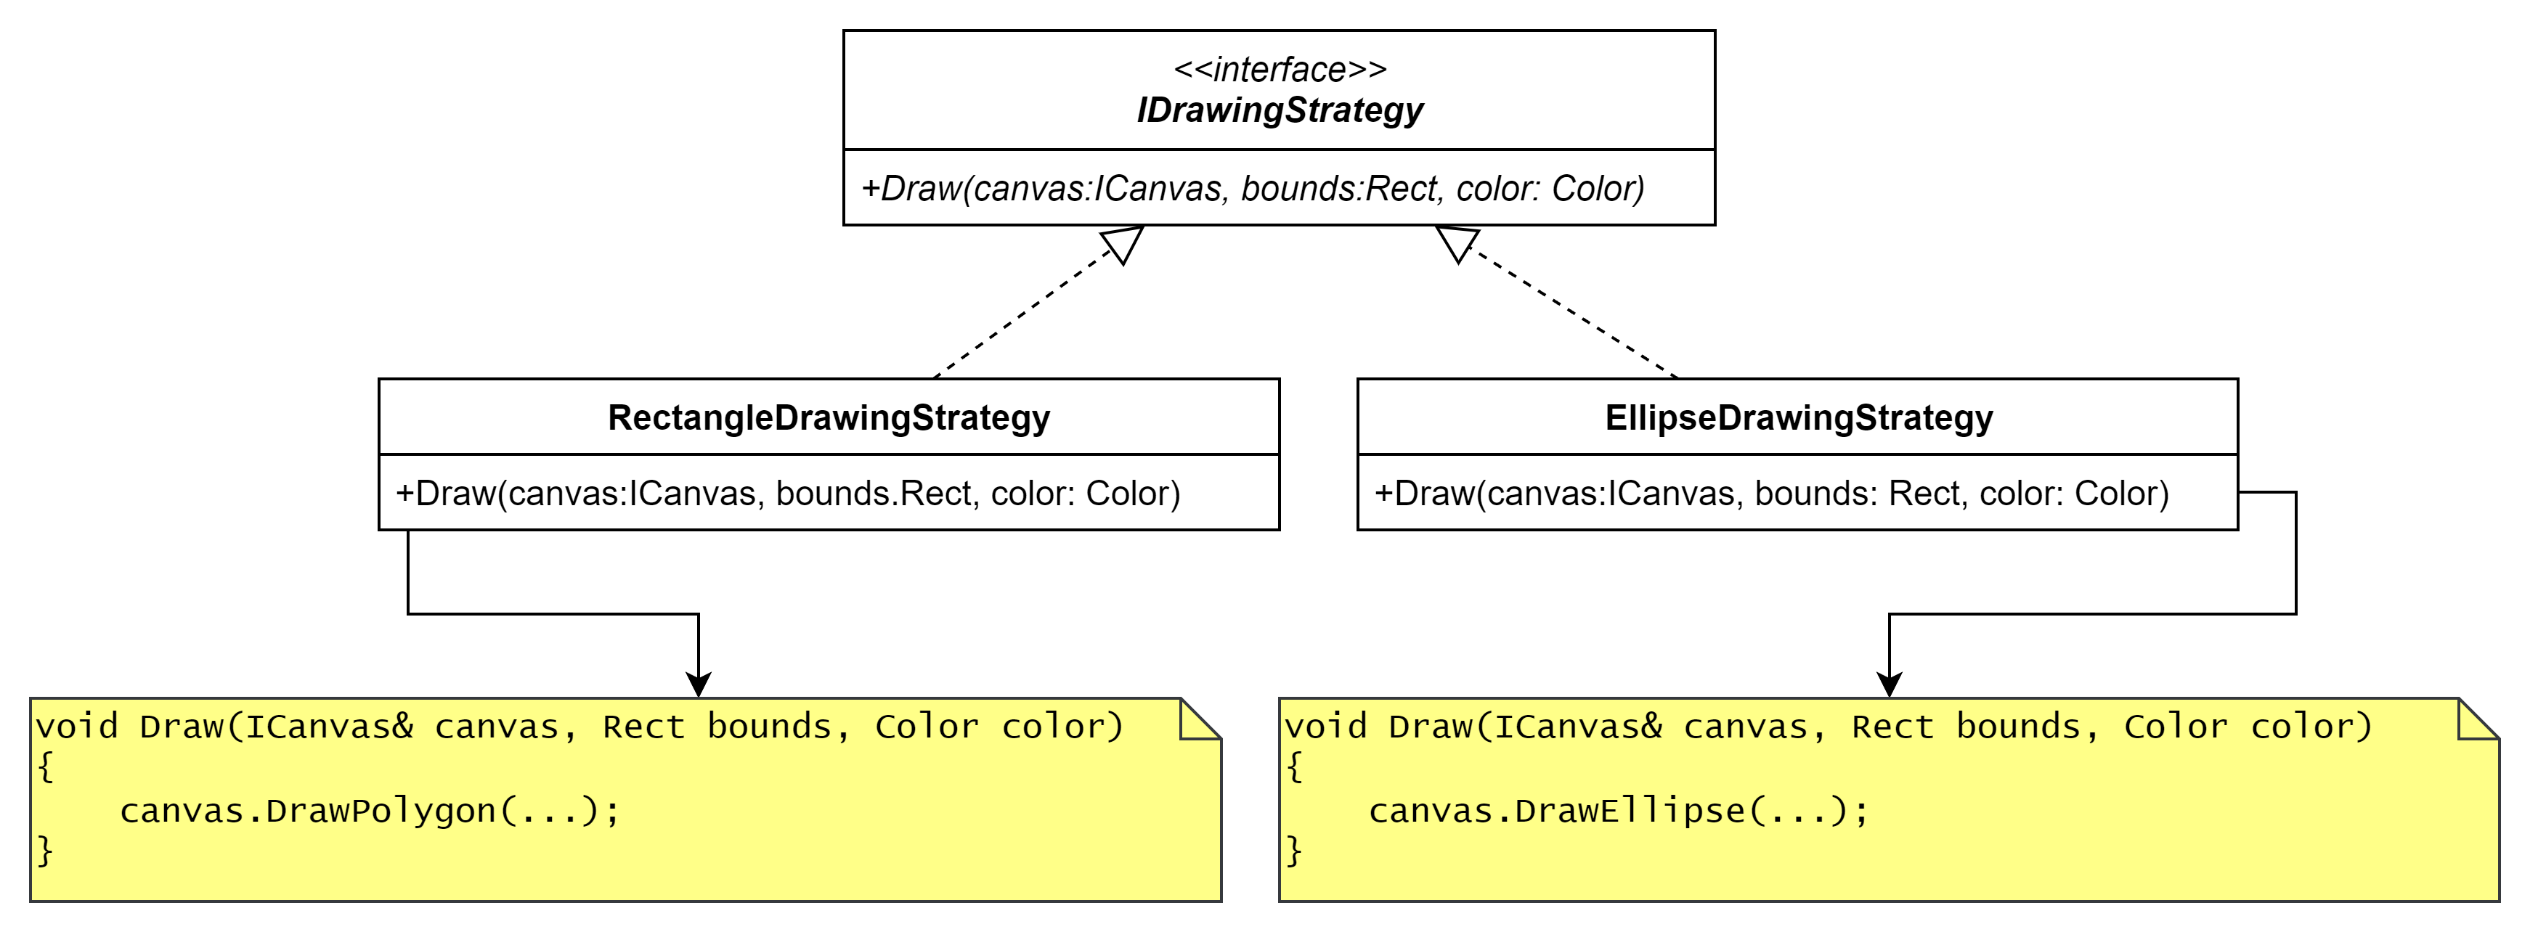 <<interface>>
IDrawingStrategy
+Draw(canvas:ICanvas, bounds:Rect, color: Color)
RectangleDrawingStrategy
+Draw(canvas:ICanvas, bounds.Rect, color: Color)
EllipseDrawingStrategy
+Draw(canvas:ICanvas, bounds: Rect, color: Color)
void Draw(ICanvas& canvas, Rect bounds, Color color)
{
    canvas.DrawPolygon(...);
}
void Draw(ICanvas& canvas, Rect bounds, Color color)
{
    canvas.DrawEllipse(...);
}